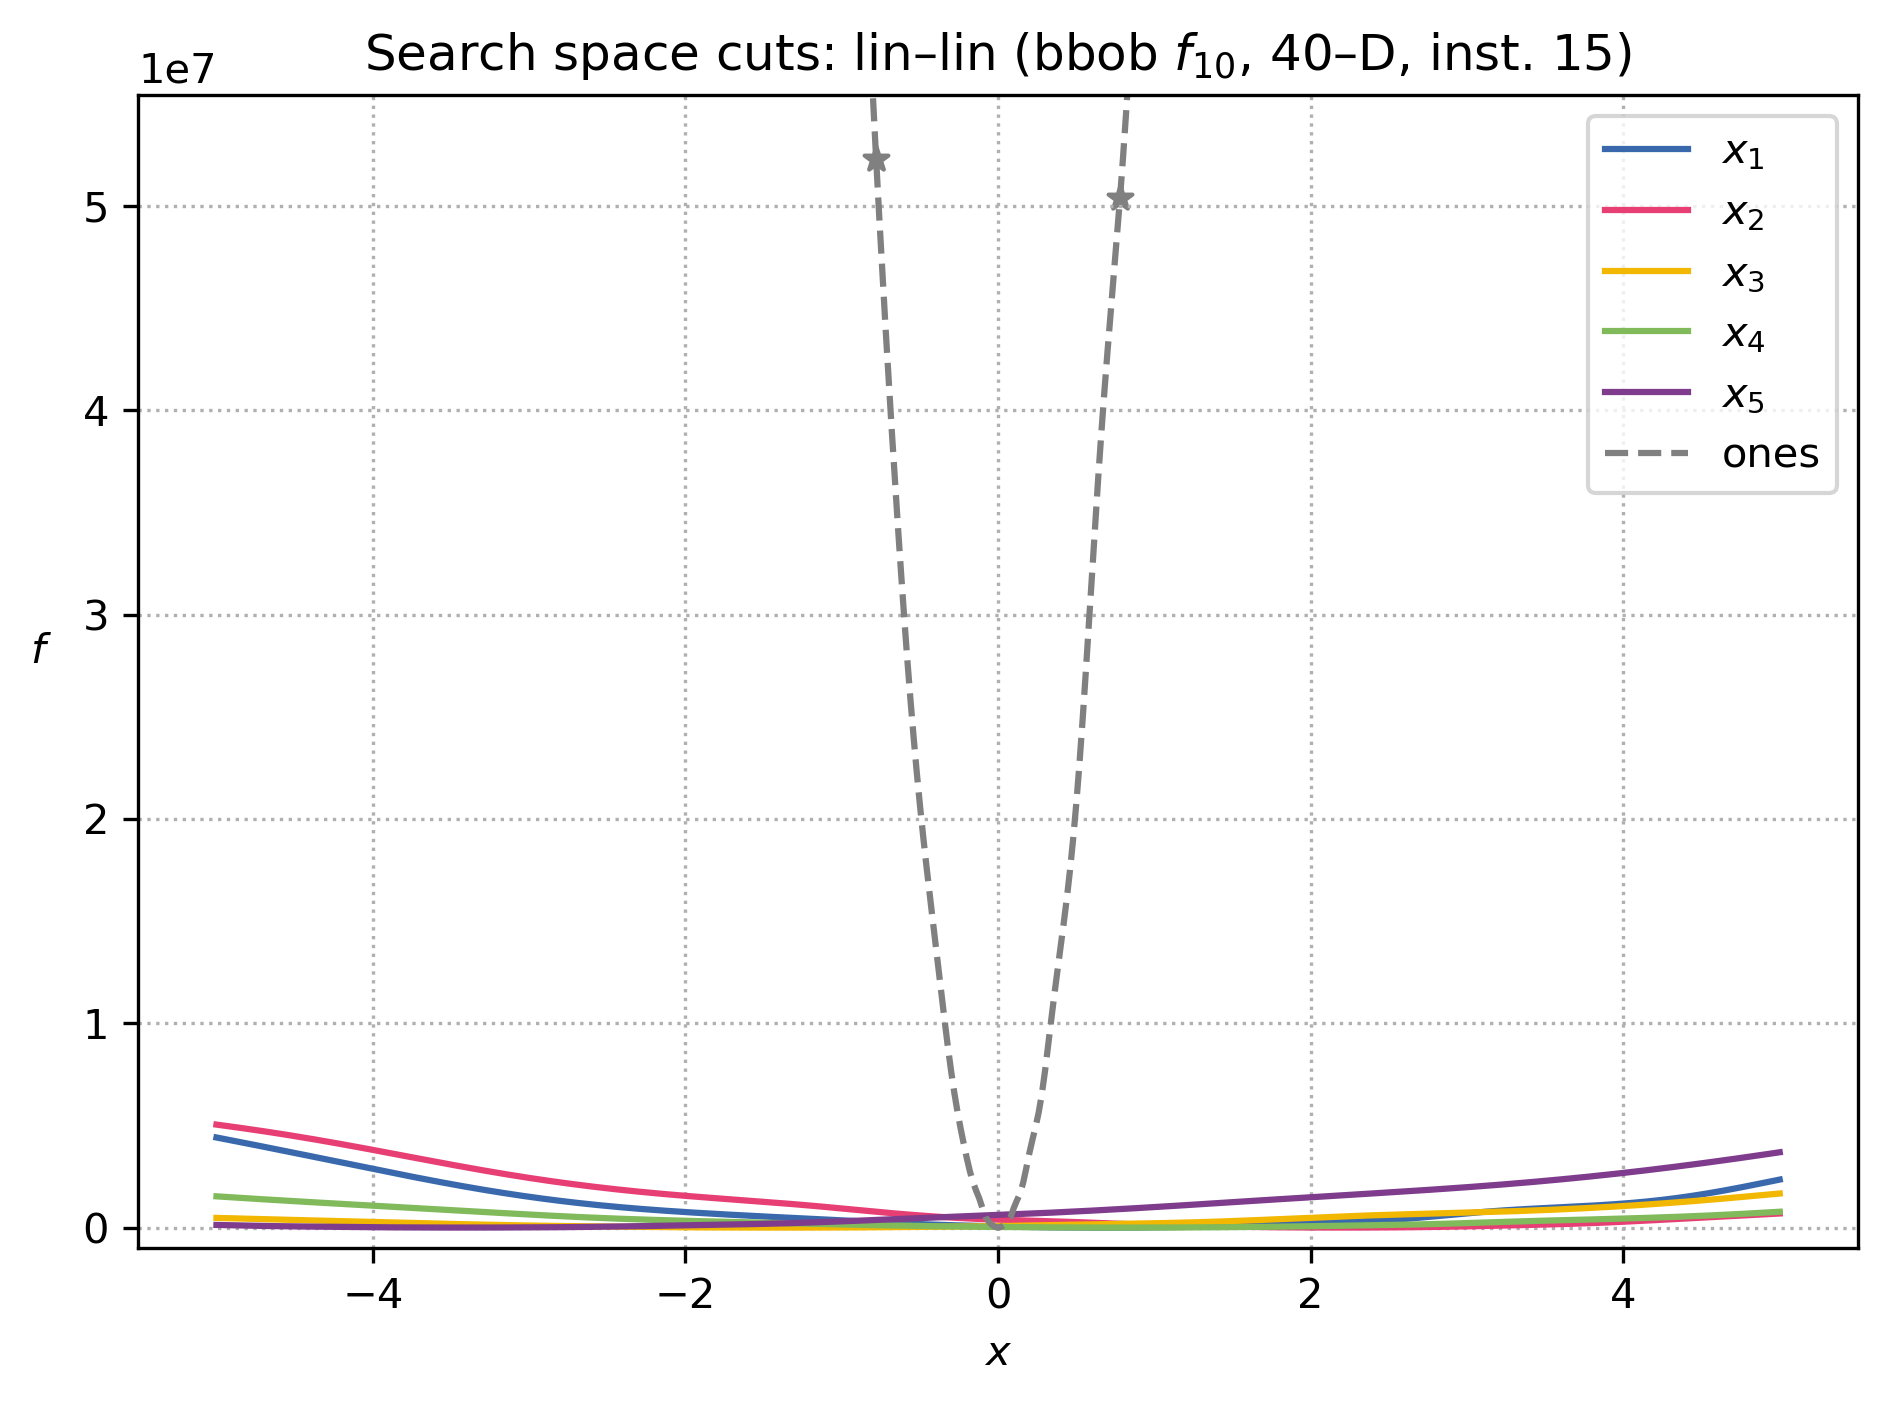 Search space cuts: lin–lin (bbob f₁₀, 40–D, inst. 15)
1e7
5
4
3
2
1
0
f
−4
−2
0
2
4
x
x₁
x₂
x₃
x₄
x₅
ones